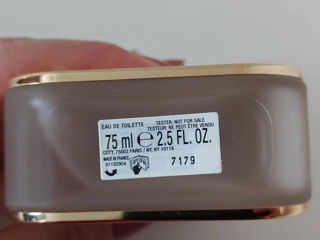 EAU DE TOILETTE
TESTER: NOT FOR SALE
TESTEUR: NE PEUT ÊTRE VENDU
75 ml e 2.5 FL. OZ.
COTY, 75002 PARIS / NY, NY 10118
MADE IN FRANCE
91192904
7179